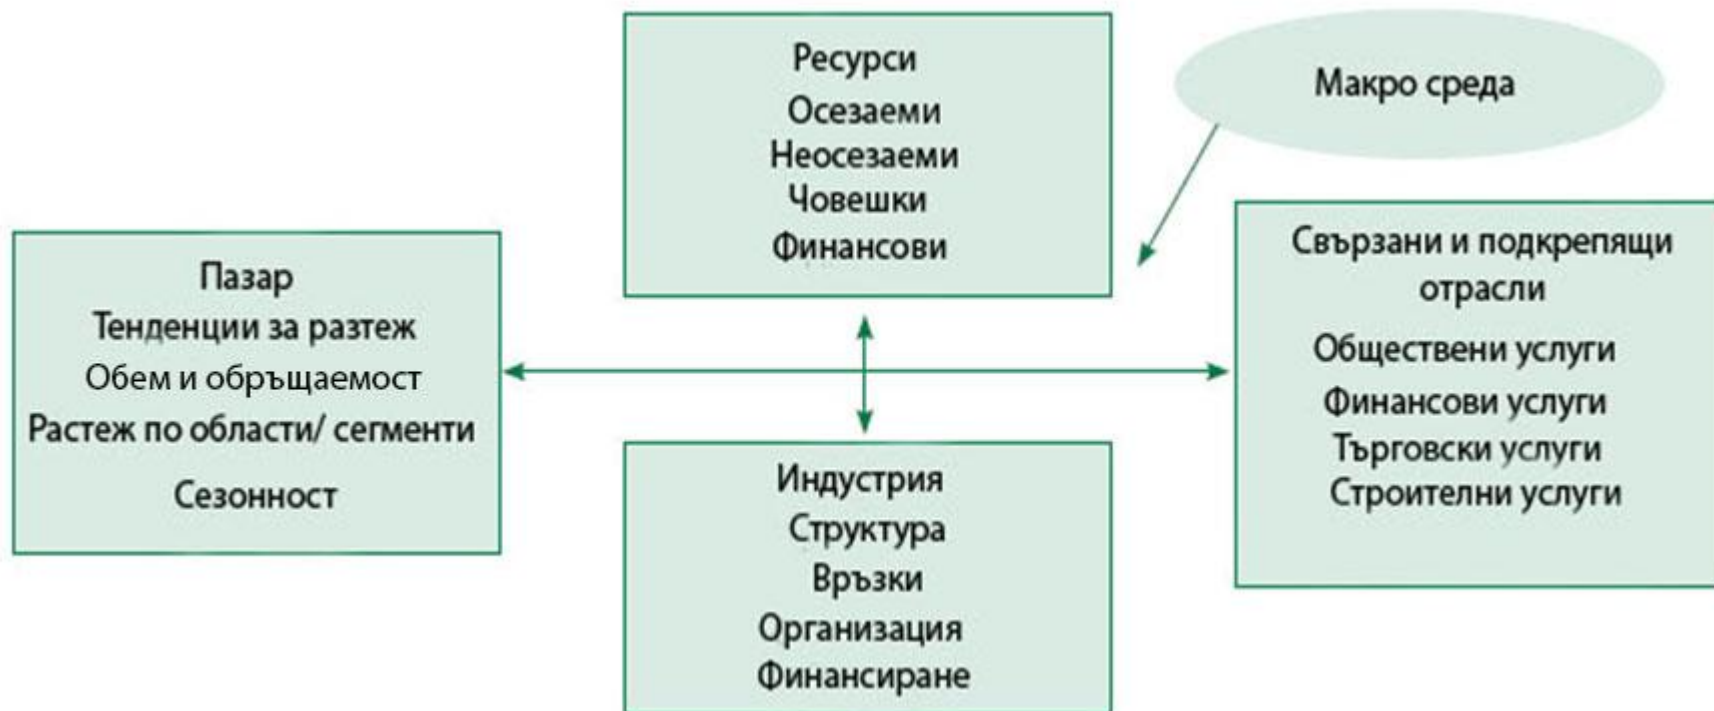 Ресурси
Осезаеми
Неосезаеми
Човешки
Финансови
Макро среда
Пазар
Тенденции за разтеж
Обем и обръщаемост
Растеж по области/ сегменти
Сезонност
Свързани и подкрепящи
отрасли
Обществени услуги
Финансови услуги
Търговски услуги
Строителни услуги
Индустрия
Структура
Връзки
Организация
Финансиране